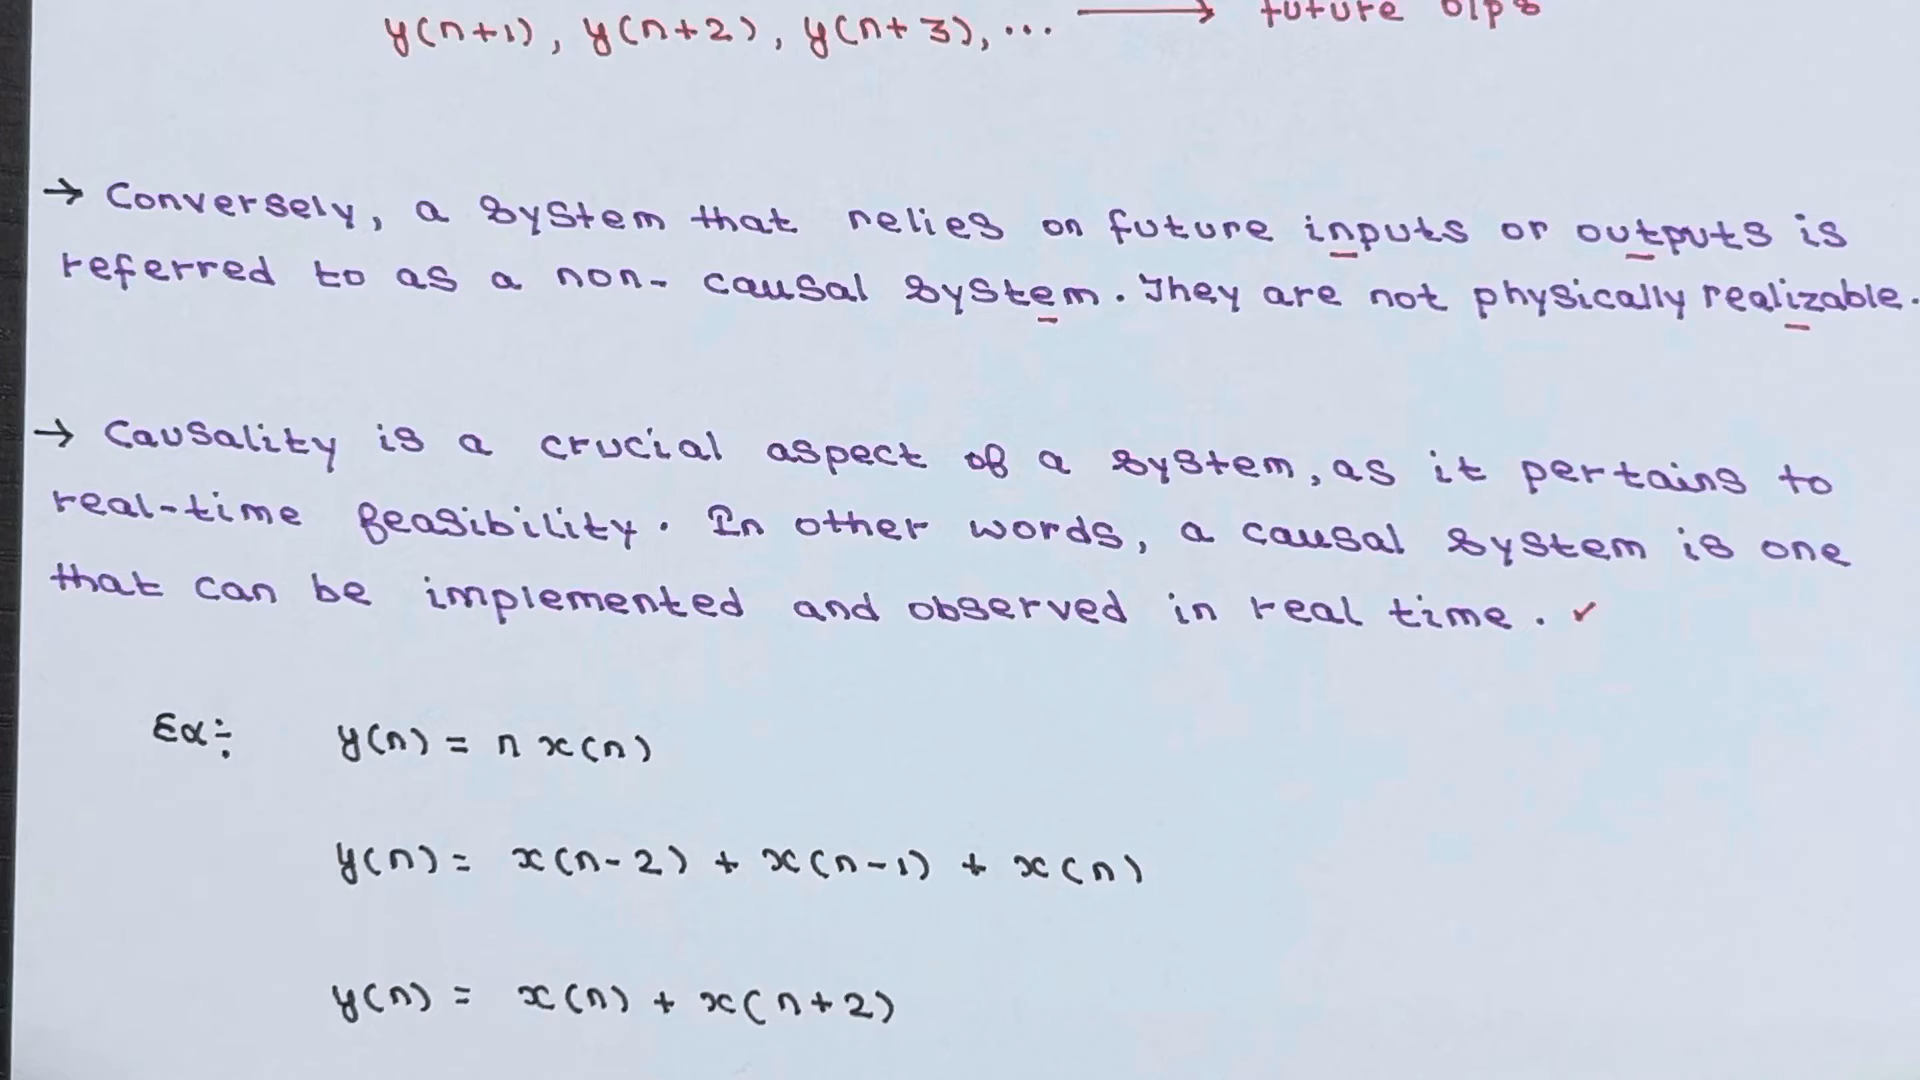 y(n+1), y(n+2), y(n+3), ... ⟶ future o/ps
→ Conversely, a system that relies on future inputs or outputs is
referred to as a non-causal system. They are not physically realizable.
→ Causality is a crucial aspect of a system, as it pertains to
real-time feasibility. In other words, a causal system is one
that can be implemented and observed in real time. ✓
Ex:- y(n) = n x(n)
y(n) = x(n-2) + x(n-1) + x(n)
y(n) = x(n) + x(n+2)